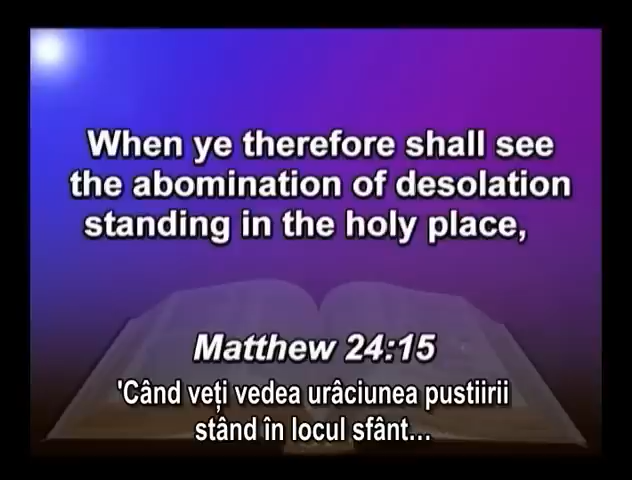 When ye therefore shall see
the abomination of desolation
standing in the holy place,
Matthew 24:15
'Când veți vedea urâciunea pustiirii
stând în locul sfânt...